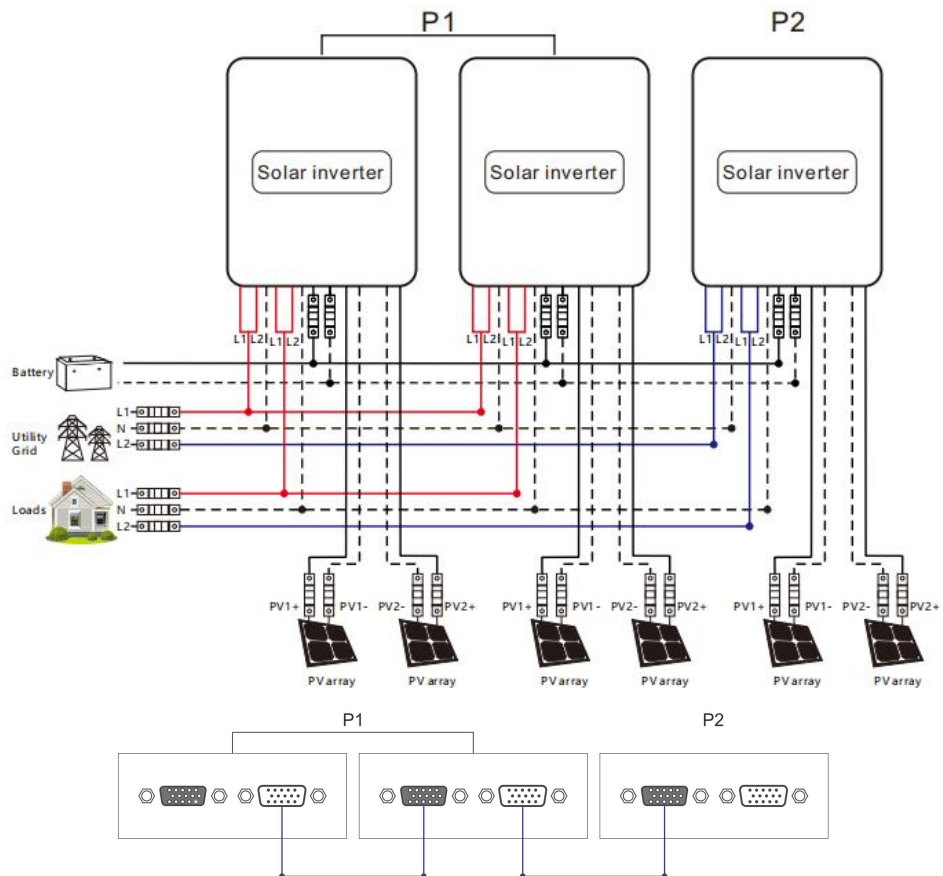 P1 P2
Solar inverter Solar inverter Solar inverter
L1 L2 L1 L2 L1 L2 L1 L2 L1 L2 L1 L2
Battery
L1
N
L2
Utility
Grid
L1
N
L2
Loads
PV1+ PV1- PV2- PV2+ PV1+ PV1- PV2- PV2+ PV1+ PV1- PV2- PV2+
PV array PV array PV array PV array PV array PV array
P1 P2